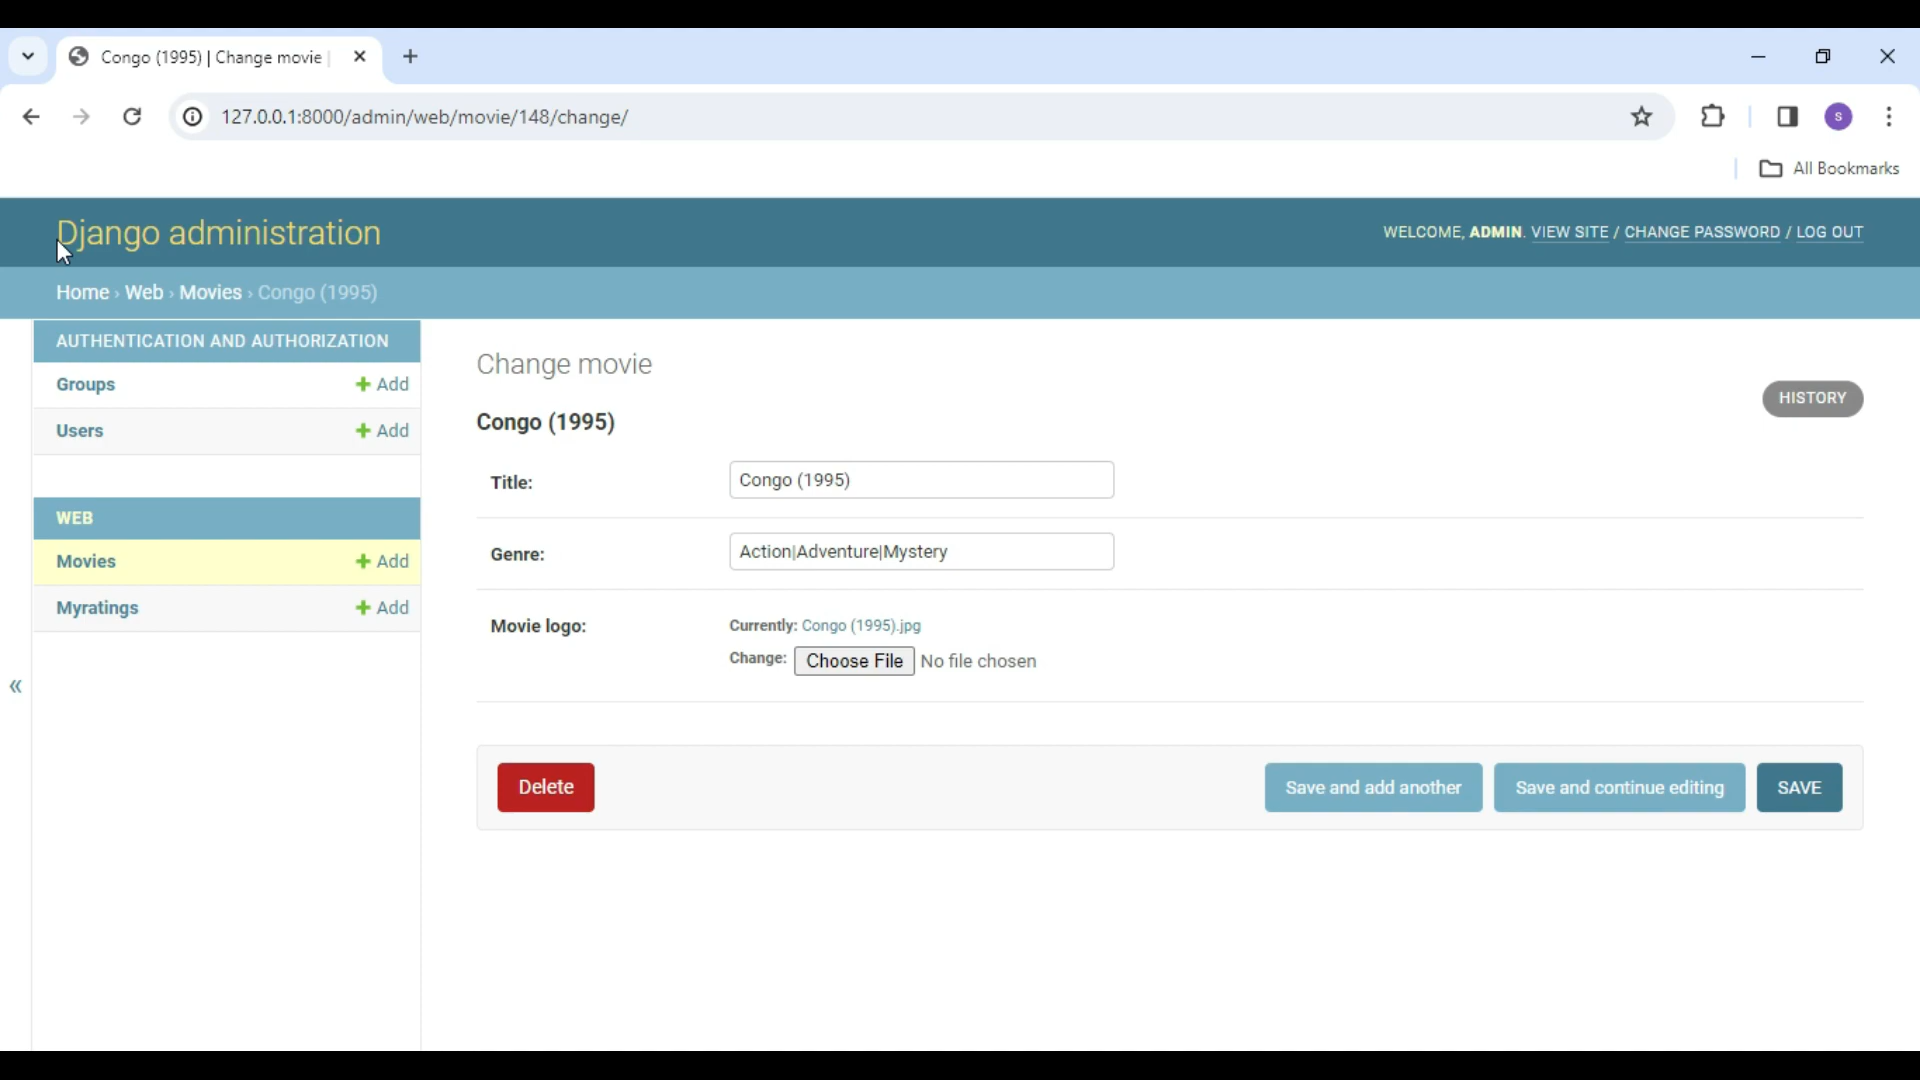 Congo (1995) | Change movie |
127.0.0.1:8000/admin/web/movie/148/change/
S
All Bookmarks
Django administration
WELCOME, ADMIN. VIEW SITE / CHANGE PASSWORD / LOG OUT
Home › Web › Movies › Congo (1995)
AUTHENTICATION AND AUTHORIZATION
Groups + Add
Users + Add
WEB
Movies + Add
Myratings + Add
«
Change movie
HISTORY
Congo (1995)
Title: Congo (1995)
Genre: Action|Adventure|Mystery
Movie logo: Currently: Congo (1995).jpg
Change: Choose File No file chosen
Delete Save and add another Save and continue editing SAVE